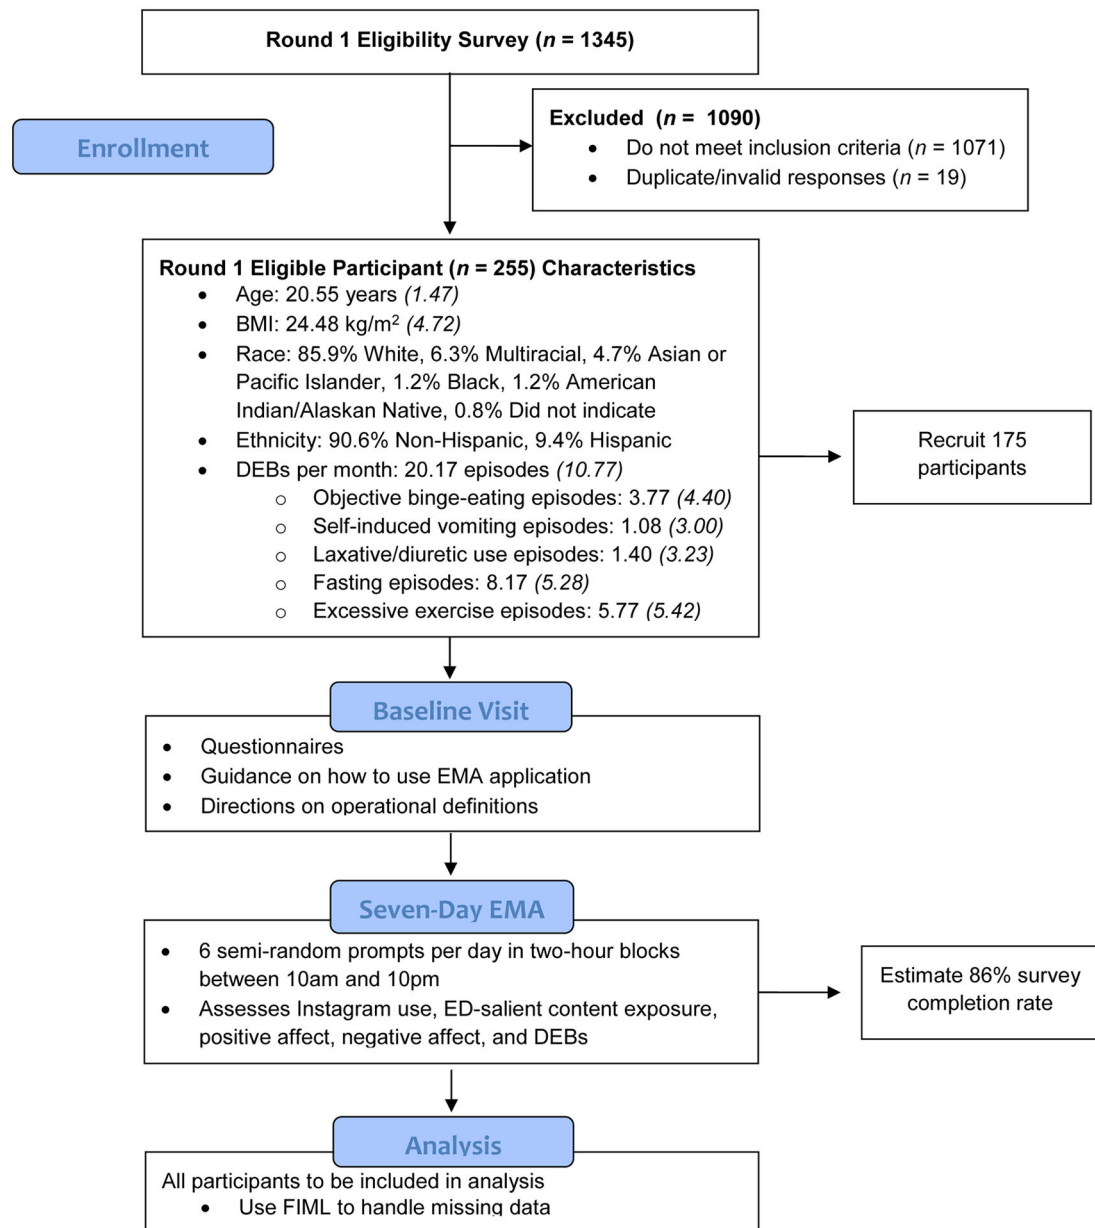 Round 1 Eligibility Survey (n = 1345)
Enrollment
Excluded (n = 1090)
• Do not meet inclusion criteria (n = 1071)
• Duplicate/invalid responses (n = 19)
Round 1 Eligible Participant (n = 255) Characteristics
• Age: 20.55 years (1.47)
• BMI: 24.48 kg/m² (4.72)
• Race: 85.9% White, 6.3% Multiracial, 4.7% Asian or
Pacific Islander, 1.2% Black, 1.2% American
Indian/Alaskan Native, 0.8% Did not indicate
• Ethnicity: 90.6% Non-Hispanic, 9.4% Hispanic
• DEBs per month: 20.17 episodes (10.77)
o Objective binge-eating episodes: 3.77 (4.40)
o Self-induced vomiting episodes: 1.08 (3.00)
o Laxative/diuretic use episodes: 1.40 (3.23)
o Fasting episodes: 8.17 (5.28)
o Excessive exercise episodes: 5.77 (5.42)
Recruit 175
participants
Baseline Visit
• Questionnaires
• Guidance on how to use EMA application
• Directions on operational definitions
Seven-Day EMA
• 6 semi-random prompts per day in two-hour blocks
between 10am and 10pm
• Assesses Instagram use, ED-salient content exposure,
positive affect, negative affect, and DEBs
Estimate 86% survey
completion rate
Analysis
All participants to be included in analysis
• Use FIML to handle missing data